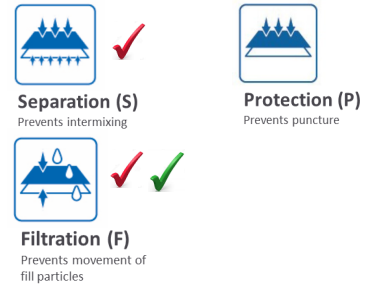 Separation (S)
Prevents intermixing
Protection (P)
Prevents puncture
Filtration (F)
Prevents movement of
fill particles